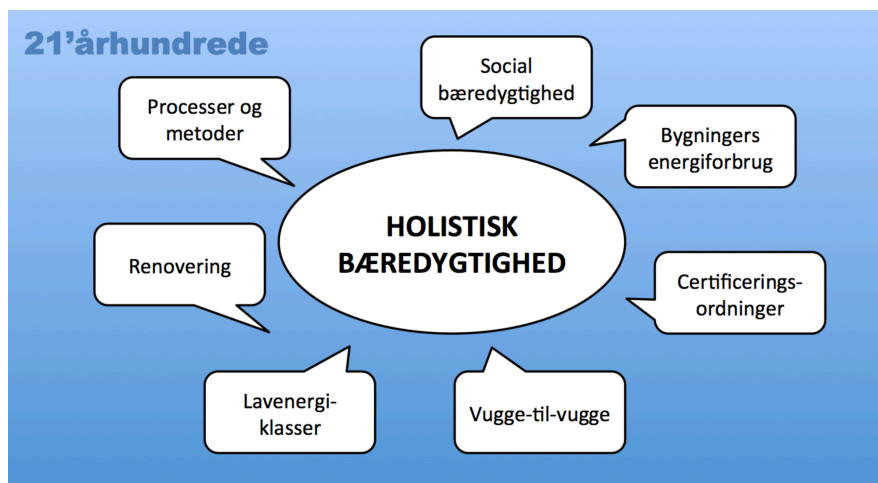 21’århundrede
Social
bæredygtighed
Processer og
metoder
Bygningers
energiforbrug
HOLISTISK
BÆREDYGTIGHED
Renovering
Certificerings-
ordninger
Lavenergi-
klasser
Vugge-til-vugge